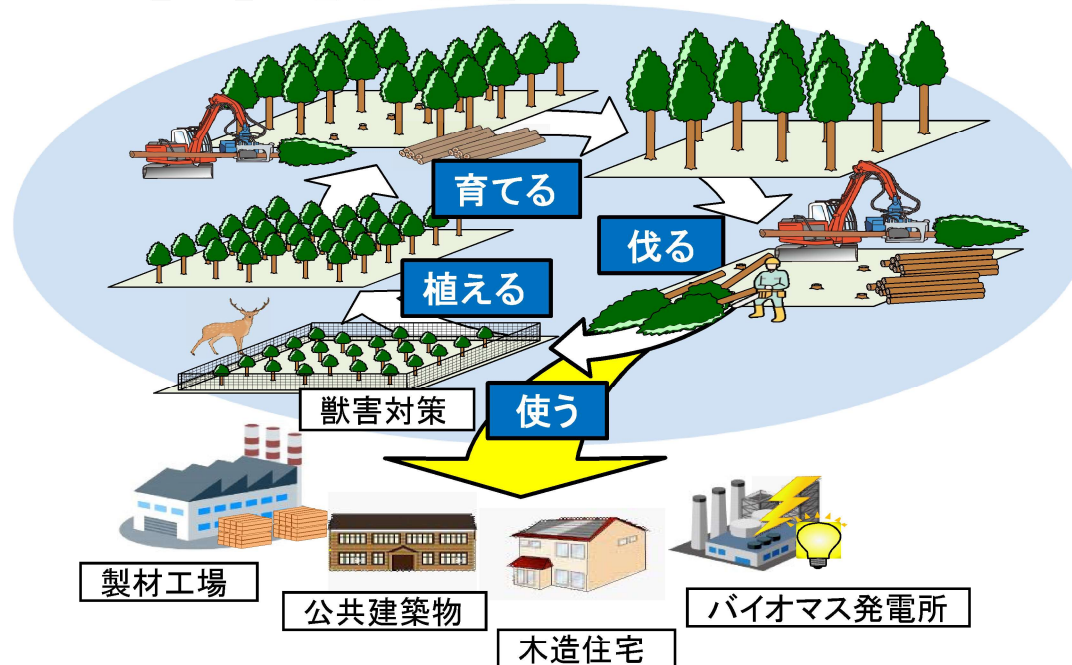 育てる
伐る
植える
獣害対策
使う
製材工場
公共建築物
木造住宅
バイオマス発電所